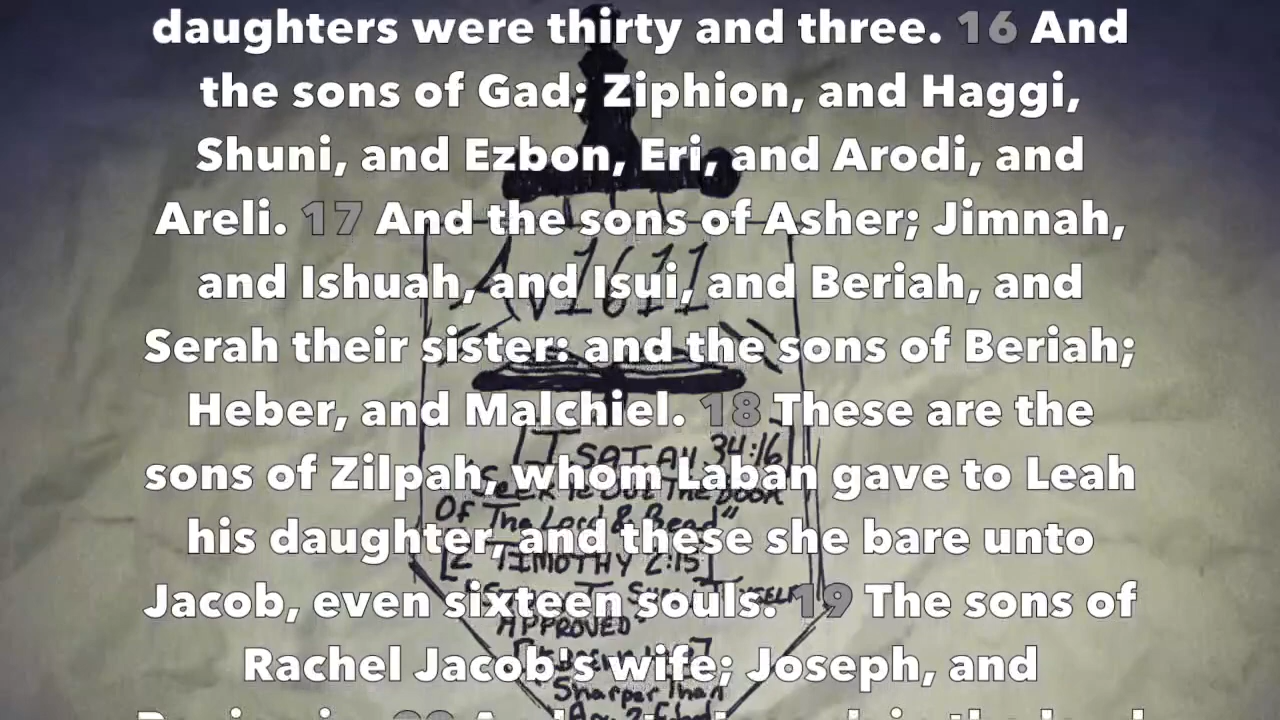 daughters were thirty and three. 16 And
the sons of Gad; Ziphion, and Haggi,
Shuni, and Ezbon, Eri, and Arodi, and
Areli. 17 And the sons of Asher; Jimnah,
and Ishuah, and Isui, and Beriah, and
Serah their sister: and the sons of Beriah;
Heber, and Malchiel. 18 These are the
sons of Zilpah, whom Laban gave to Leah
his daughter, and these she bare unto
Jacob, even sixteen souls. 19 The sons of
Rachel Jacob's wife; Joseph, and
AV1611
[ISAIAH 34:16]
"SEEK YE OUT THE BOOK
OF The Lord & Read"
[2 TIMOTHY 2:15]
APPROVED"
Sharper Than